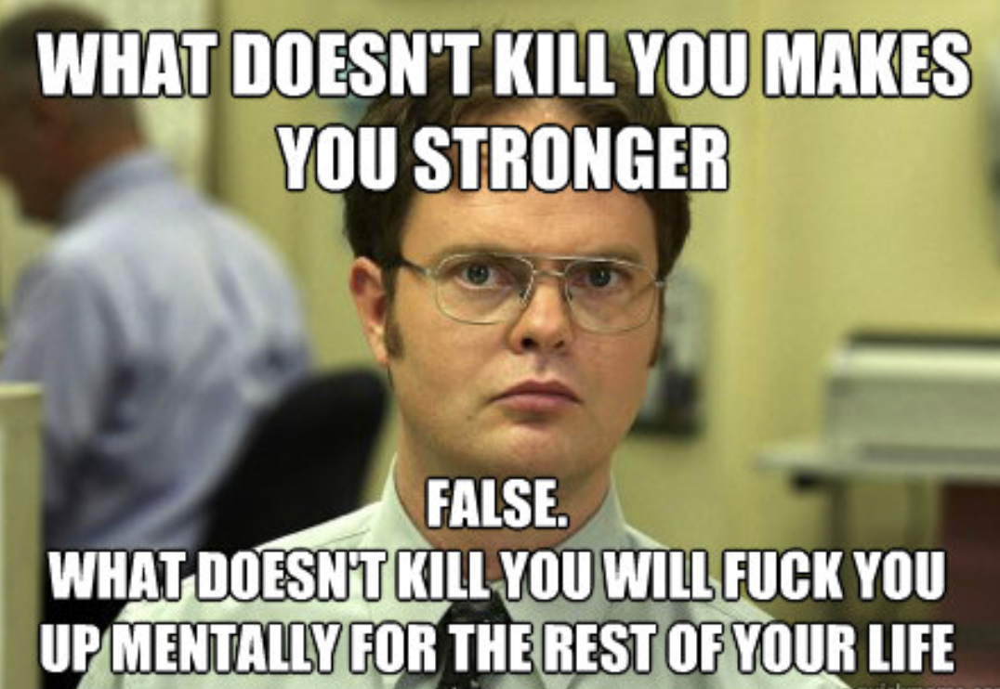 WHAT DOESN'T KILL YOU MAKES
YOU STRONGER
FALSE.
WHAT DOESN'T KILL YOU WILL FUCK YOU
UP MENTALLY FOR THE REST OF YOUR LIFE